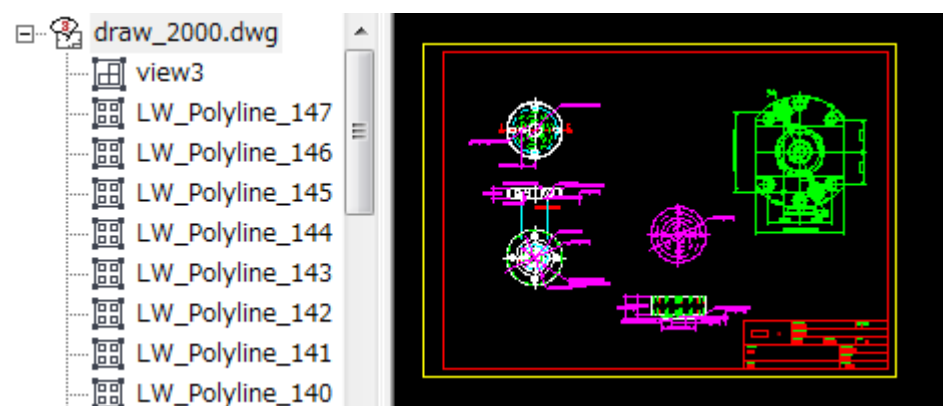 draw_2000.dwg
view3
LW_Polyline_147
LW_Polyline_146
LW_Polyline_145
LW_Polyline_144
LW_Polyline_143
LW_Polyline_142
LW_Polyline_141
LW_Polyline_140